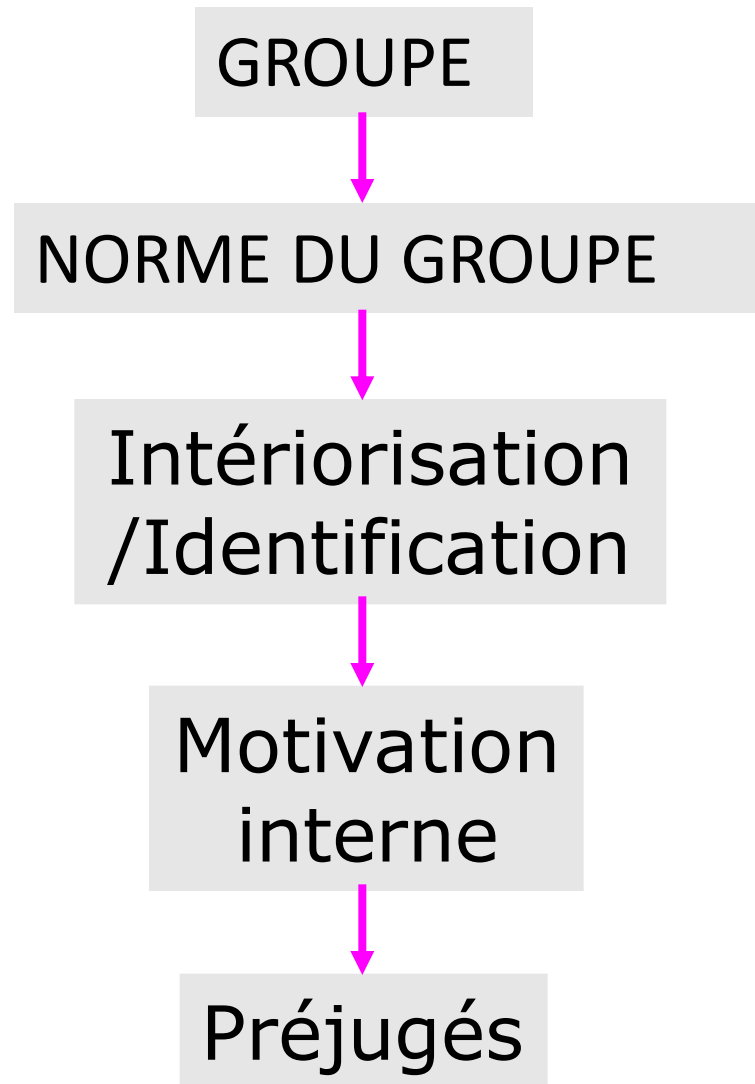 GROUPE
NORME DU GROUPE
Intériorisation
/Identification
Motivation
interne
Préjugés